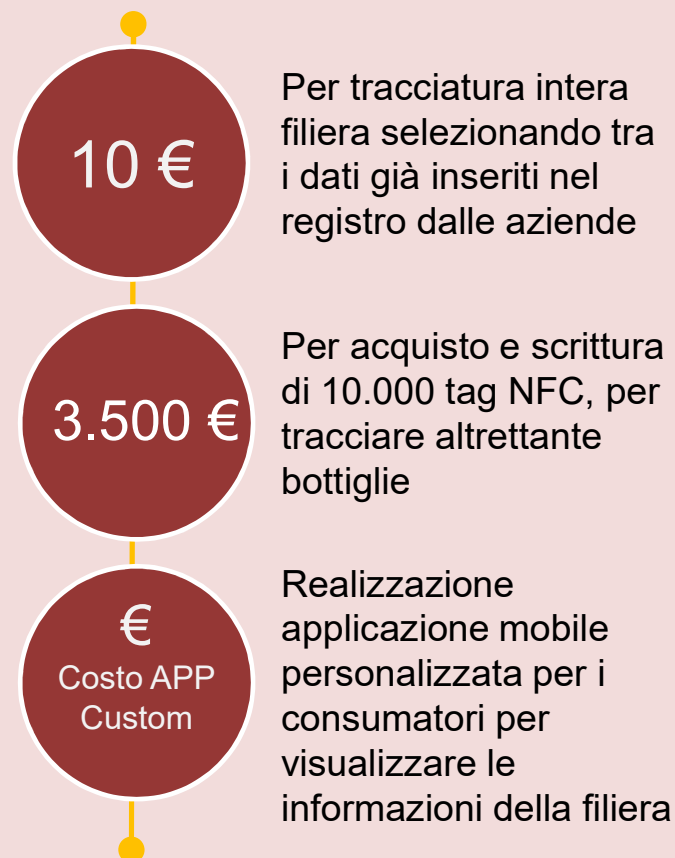 10 €
Per tracciatura intera
filiera selezionando tra
i dati già inseriti nel
registro dalle aziende
3.500 €
Per acquisto e scrittura
di 10.000 tag NFC, per
tracciare altrettante
bottiglie
€
Costo APP
Custom
Realizzazione
applicazione mobile
personalizzata per i
consumatori per
visualizzare le
informazioni della filiera